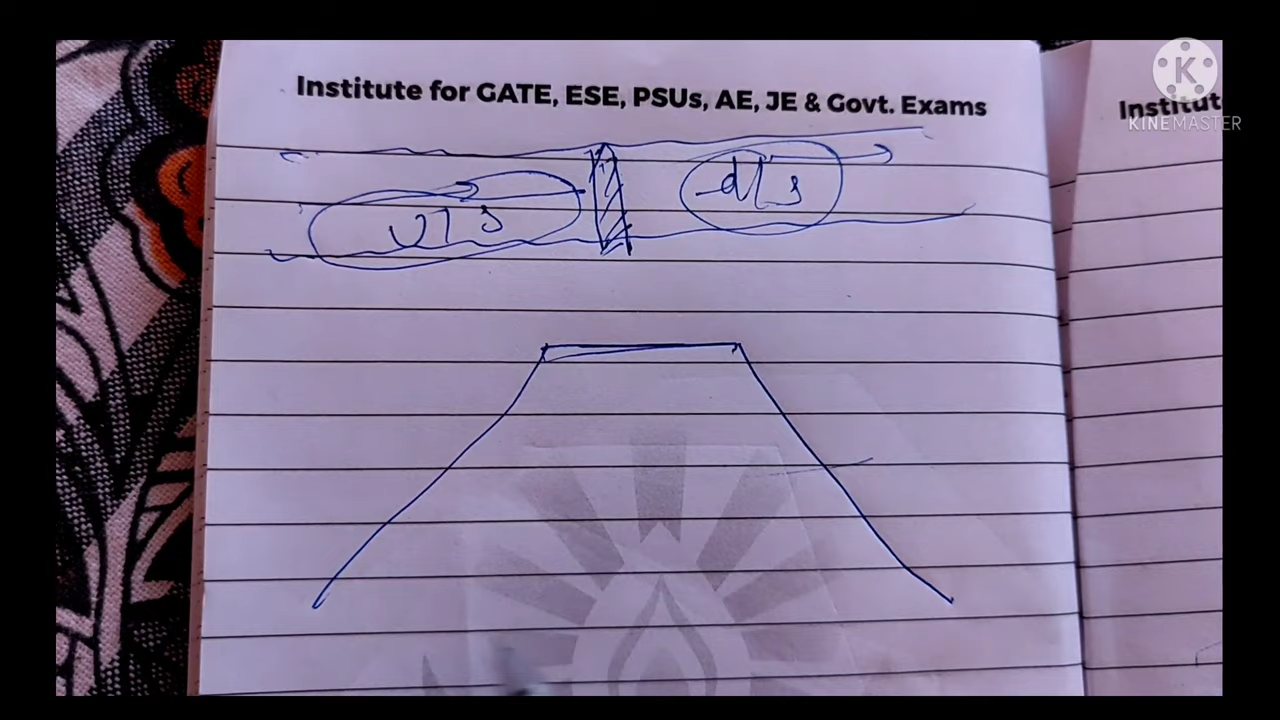 Institute for GATE, ESE, PSUs, AE, JE & Govt. Exams
Institut
KINEMASTER
u/s
d/s